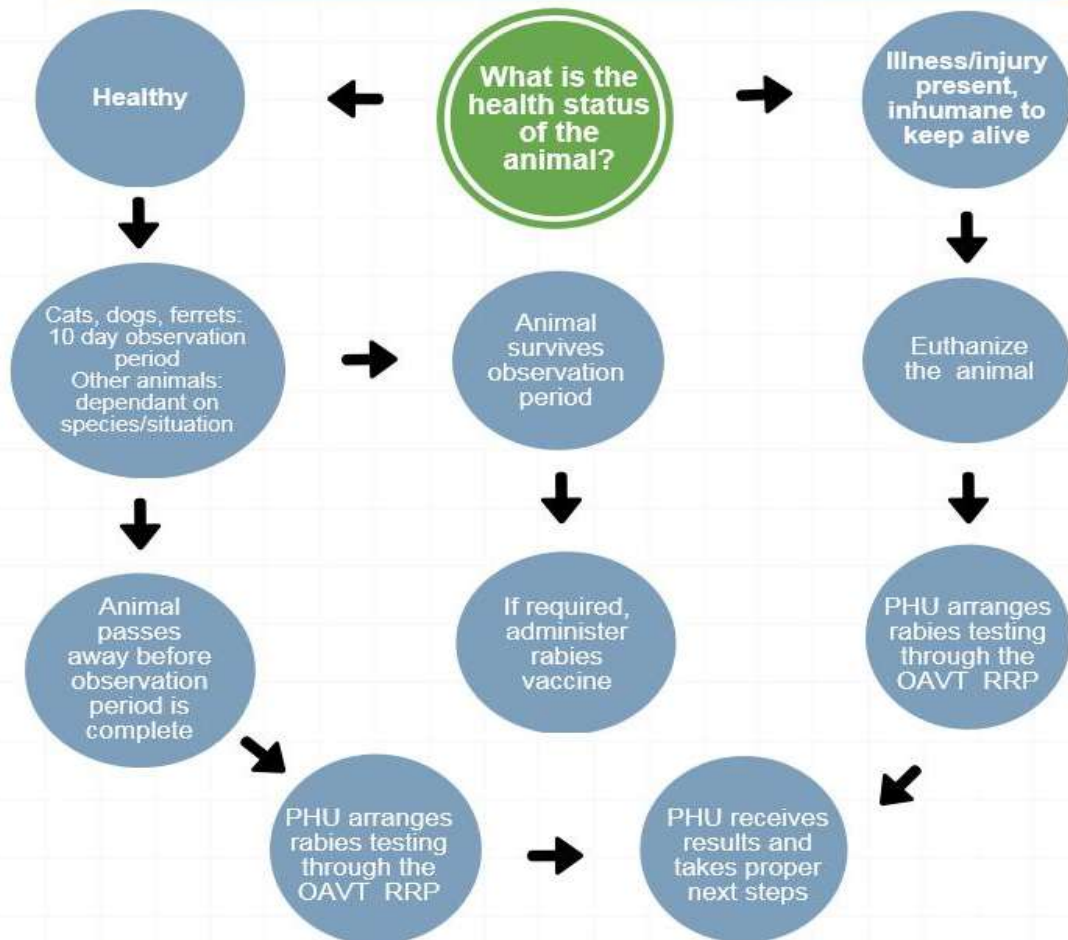 Healthy
What is the
health status
of the
animal?
Illness/injury
present,
inhumane to
keep alive
Cats, dogs, ferrets:
10 day observation
period
Other animals:
dependant on
species/situation
Animal
survives
observation
period
Euthanize
the animal
Animal
passes
away before
observation
period is
complete
If required,
administer
rabies
vaccine
PHU arranges
rabies testing
through the
OAVT RRP
PHU arranges
rabies testing
through the
OAVT RRP
PHU receives
results and
takes proper
next steps